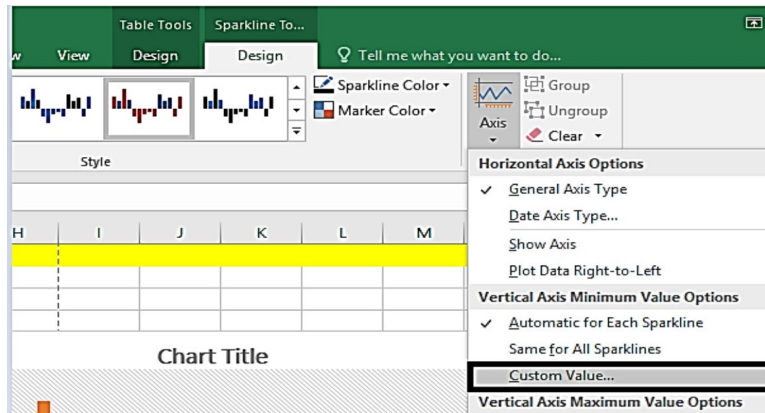 Table Tools Sparkline To...
w View Design Design Tell me what you want to do...
Sparkline Color
Marker Color
Style
Axis
Group
Ungroup
Clear
Horizontal Axis Options
General Axis Type
Date Axis Type...
Show Axis
Plot Data Right-to-Left
Vertical Axis Minimum Value Options
Automatic for Each Sparkline
Same for All Sparklines
Custom Value...
Vertical Axis Maximum Value Options
H I J K L M
Chart Title